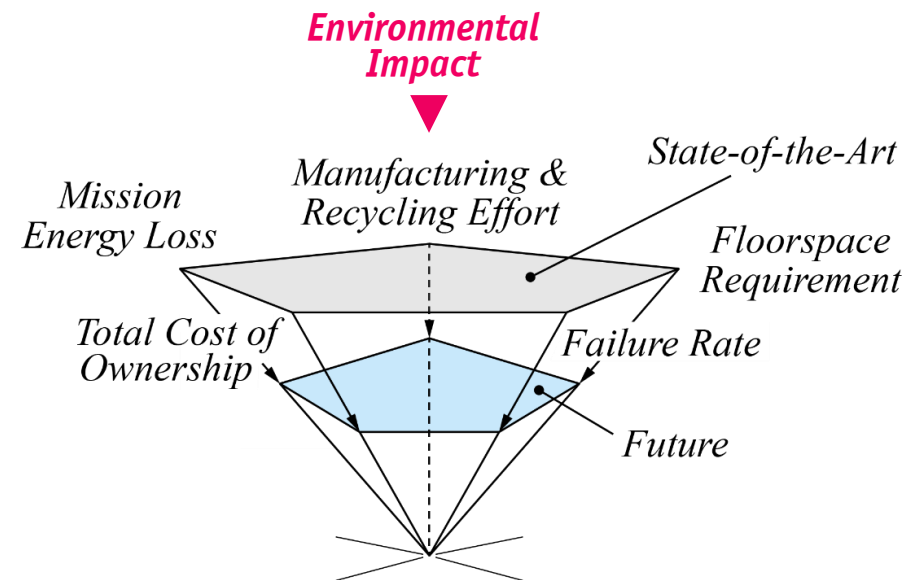 Environmental
Impact
Manufacturing &
Recycling Effort
State-of-the-Art
Mission
Energy Loss
Floorspace
Requirement
Total Cost of
Ownership
Failure Rate
Future